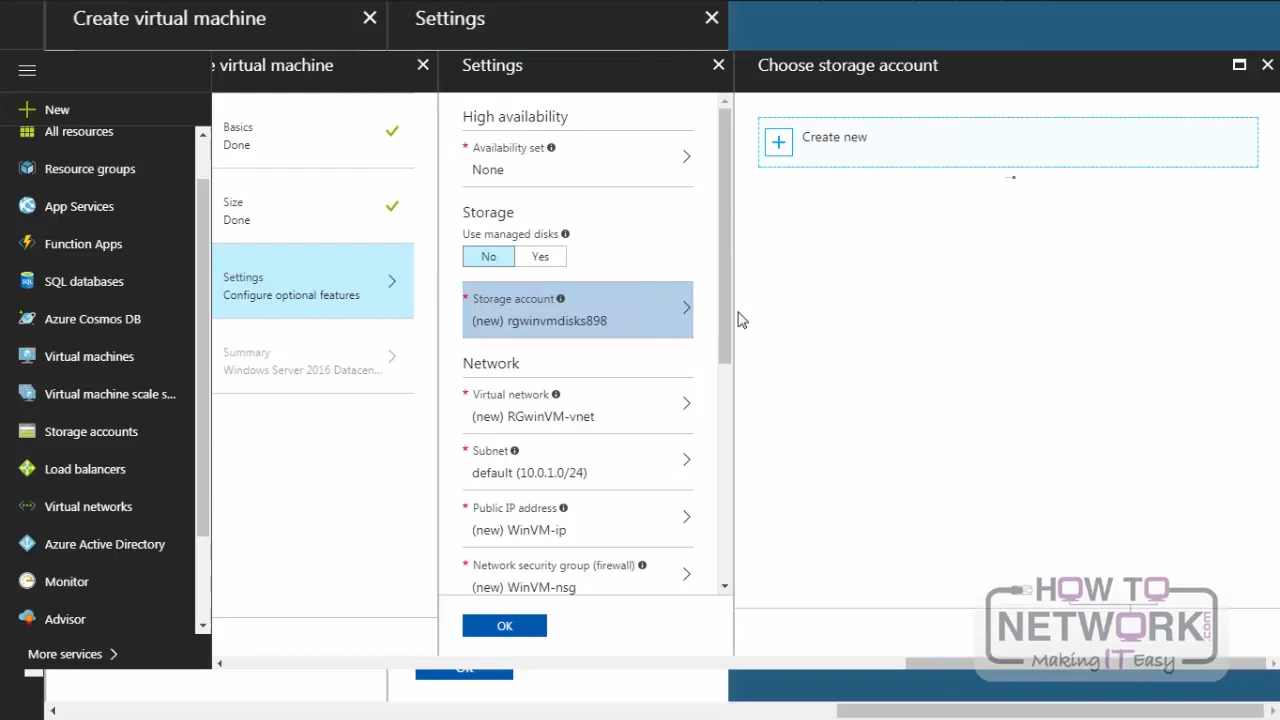 Create virtual machine
Settings
e virtual machine
Settings
Choose storage account
New
All resources
Resource groups
App Services
Function Apps
SQL databases
Azure Cosmos DB
Virtual machines
Virtual machine scale s...
Storage accounts
Load balancers
Virtual networks
Azure Active Directory
Monitor
Advisor
More services
Basics
Done
Size
Done
Settings
Configure optional features
Summary
Windows Server 2016 Datacen...
High availability
* Availability set
None
Storage
Use managed disks
No Yes
* Storage account
(new) rgwinvmdisks898
Network
* Virtual network
(new) RGwinVM-vnet
* Subnet
default (10.0.1.0/24)
* Public IP address
(new) WinVM-ip
* Network security group (firewall)
(new) WinVM-nsg
OK
OK
Create new
HOW TO
NETWORK.com
Making IT Easy